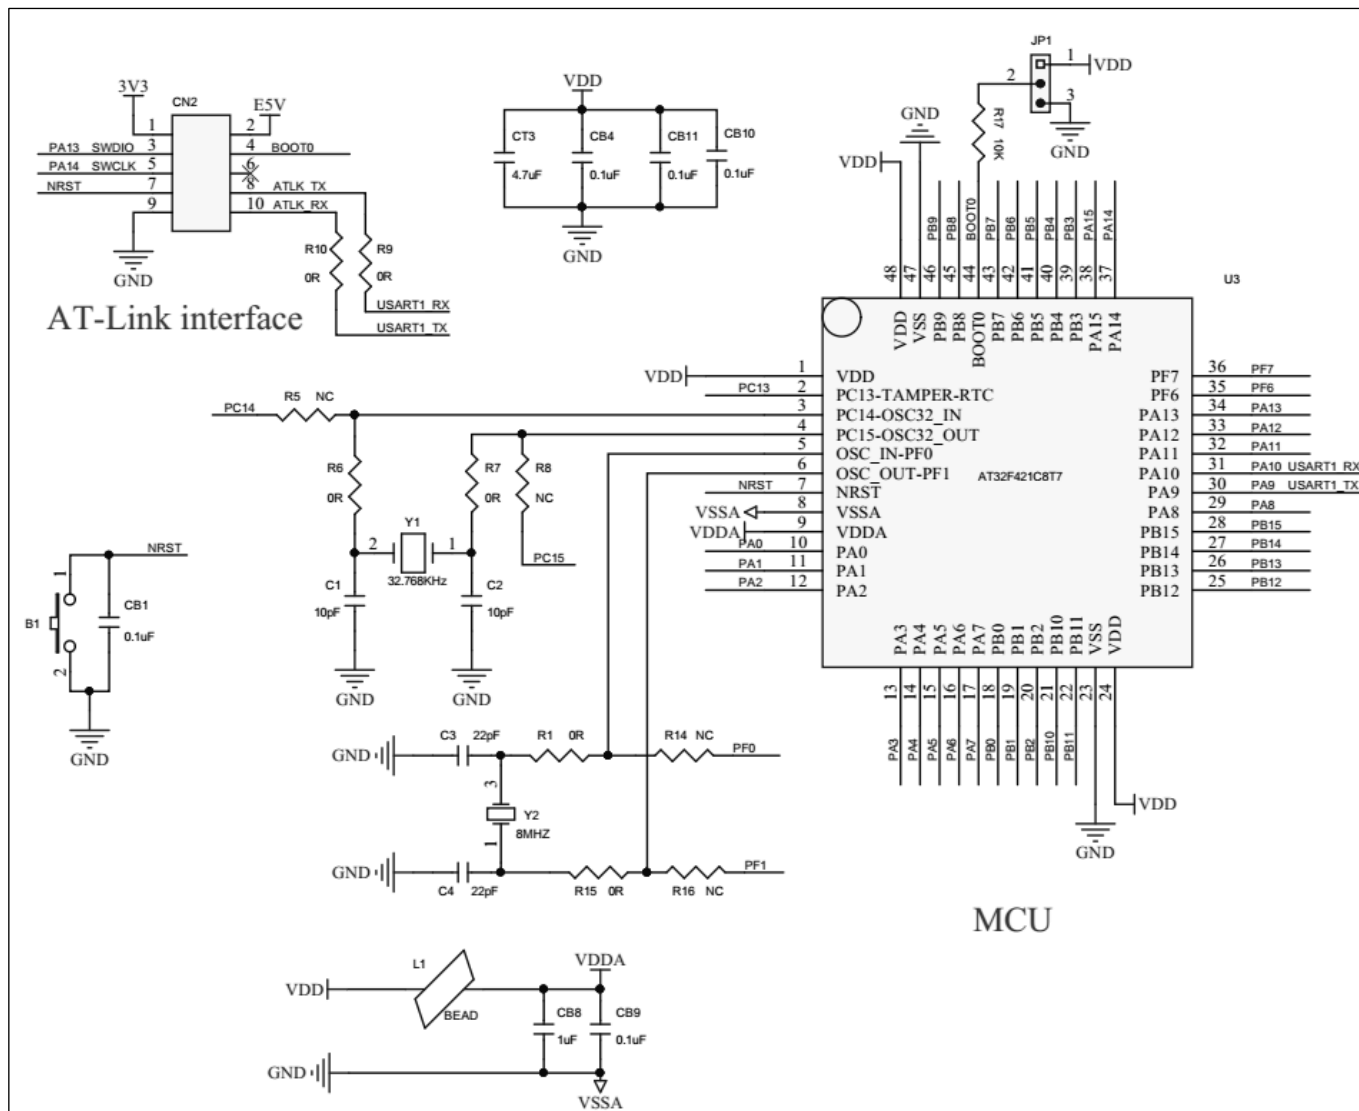 JP1
1
VDD
2
3
GND
R17
10K
3V3
CN2
E5V
1
2
PA13 SWDIO
3
4
BOOT0
PA14 SWCLK
5
6
NRST
7
8
ATLK_TX
9
10
ATLK_RX
GND
R10
0R
R9
0R
USART1_RX
USART1_TX
AT-Link interface
VDD
CT3
4.7uF
CB4
0.1uF
CB11
0.1uF
CB10
0.1uF
GND
GND
VDD
PB9
PB8
BOOT0
PB7
PB6
PB5
PB4
PB3
PA15
PA14
48
47
46
45
44
43
42
41
40
39
38
37
U3
VDD
VSS
PB9
PB8
BOOT0
PB7
PB6
PB5
PB4
PB3
PA15
PA14
VDD
1
VDD
PC13
2
PC13-TAMPER-RTC
3
PC14-OSC32_IN
4
PC15-OSC32_OUT
5
OSC_IN-PF0
6
OSC_OUT-PF1
NRST
7
NRST
VSSA
8
VSSA
VDDA
9
VDDA
PA0
10
PA0
PA1
11
PA1
PA2
12
PA2
AT32F421C8T7
PF7
36
PF7
PF6
35
PF6
PA13
34
PA13
PA12
33
PA12
PA11
32
PA11
PA10
31
PA10 USART1_RX
PA9
30
PA9 USART1_TX
PA8
29
PA8
PB15
28
PB15
PB14
27
PB14
PB13
26
PB13
PB12
25
PB12
PA3
PA4
PA5
PA6
PA7
PB0
PB1
PB2
PB10
PB11
VSS
VDD
13
14
15
16
17
18
19
20
21
22
23
24
PA3
PA4
PA5
PA6
PA7
PB0
PB1
PB2
PB10
PB11
VDD
GND
MCU
PC14
R5 NC
R6
0R
R7
0R
R8
NC
Y1
2
1
32.768KHz
PC15
C1
10pF
C2
10pF
GND
GND
NRST
1
B1
2
CB1
0.1uF
GND
GND
C3 22pF
R1 0R
R14 NC
PF0
3
Y2
8MHZ
1
GND
C4 22pF
R15 0R
R16 NC
PF1
L1
VDD
BEAD
VDDA
CB8
1uF
CB9
0.1uF
GND
VSSA